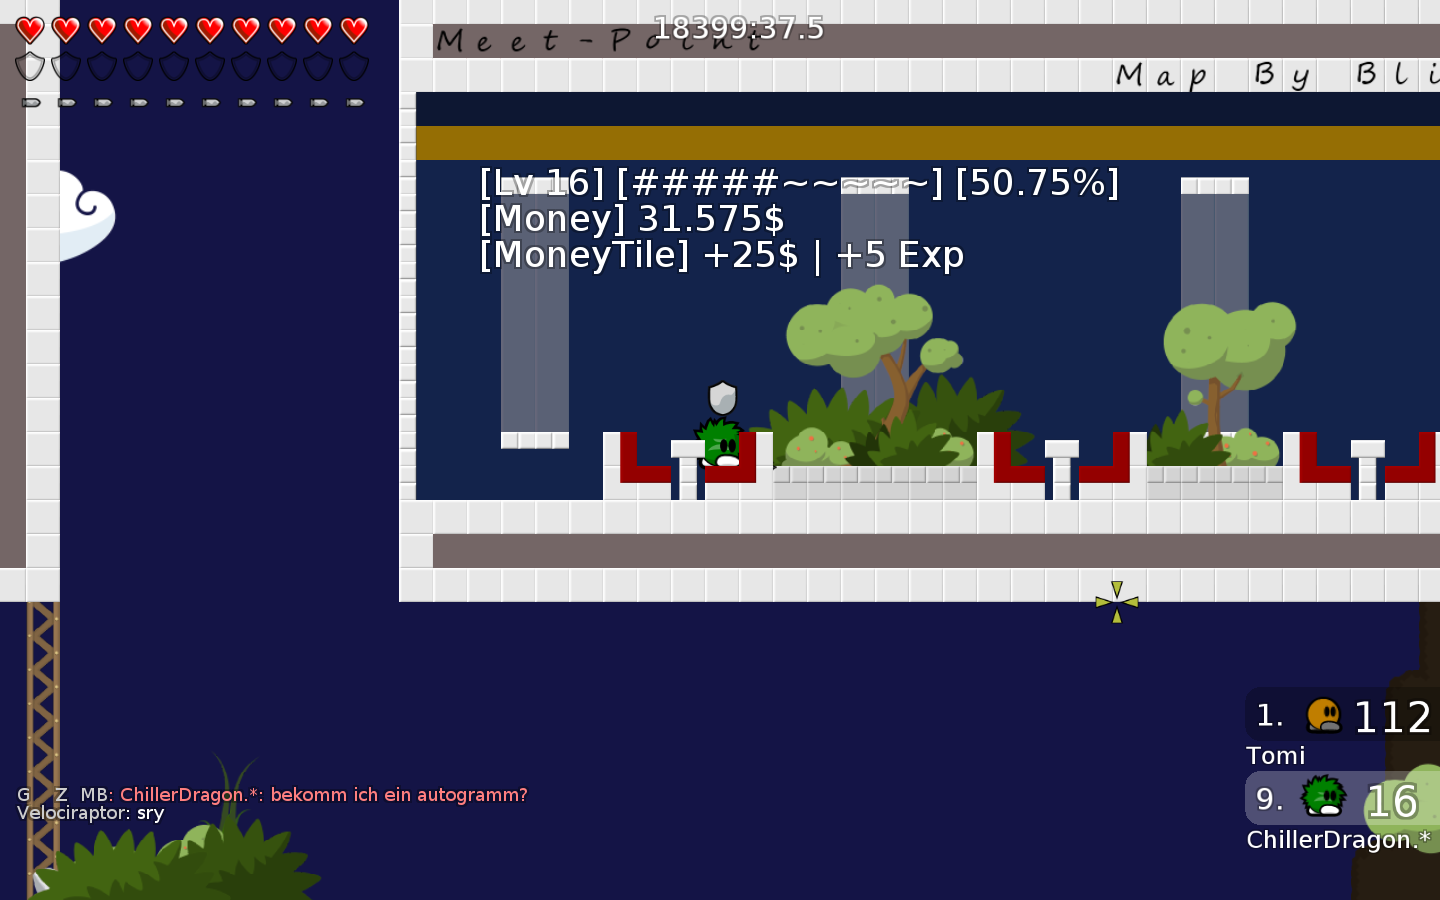 18399:37.5
Meet-Point
Map By Bli
[Lv 16] [#####~~~~~] [50.75%]
[Money] 31.575$
[MoneyTile] +25$ | +5 Exp
1. 112
Tomi
9. 16
ChillerDragon.*
G Z MB: ChillerDragon.*: bekomm ich ein autogramm?
Velociraptor: sry